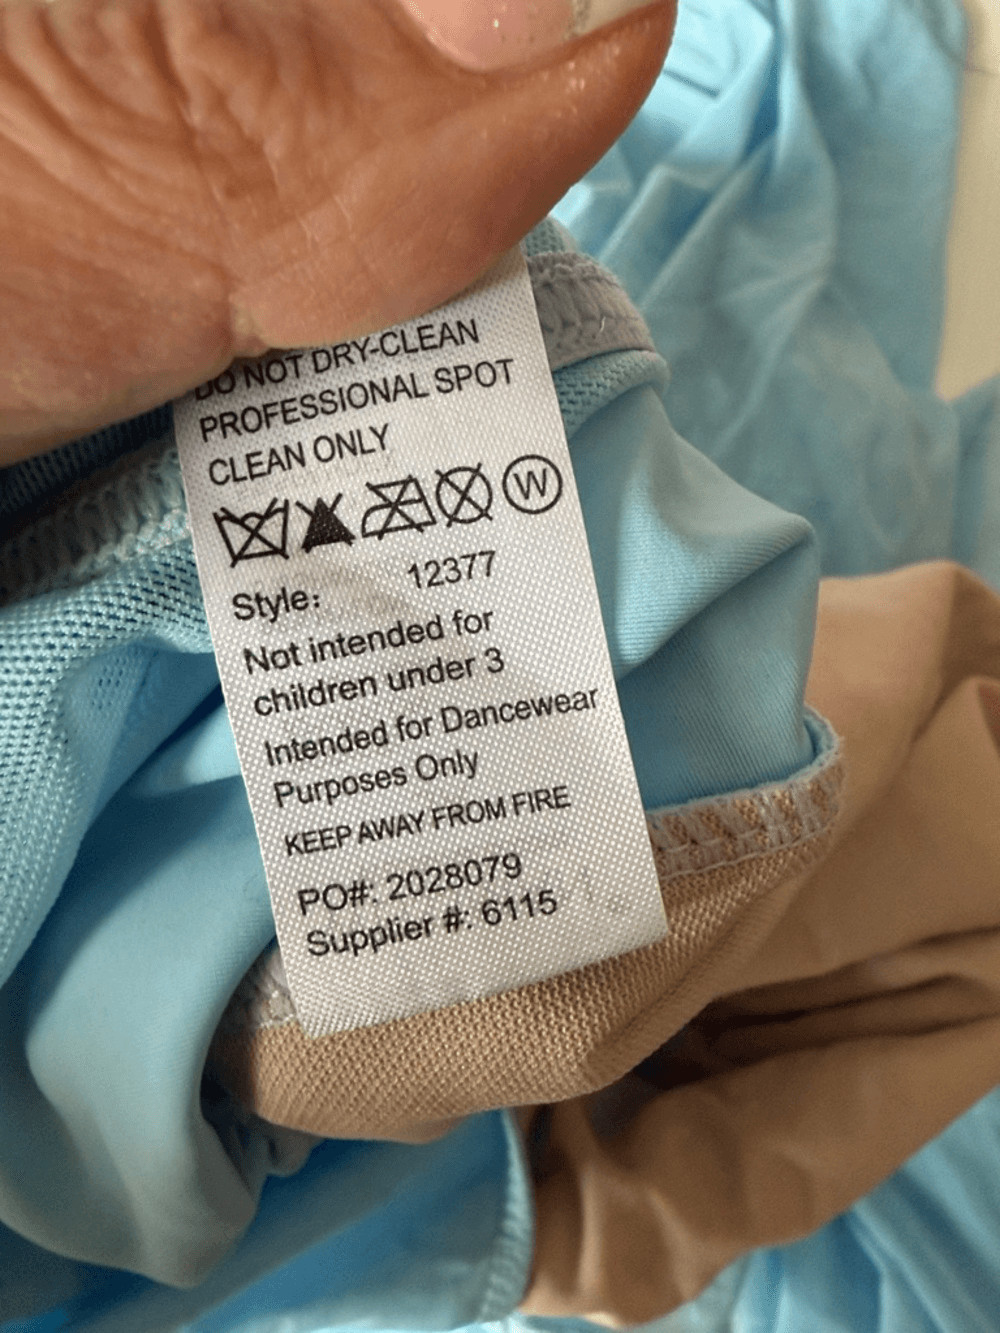 DO NOT DRY-CLEAN
PROFESSIONAL SPOT
CLEAN ONLY
W
Style: 12377
Not intended for
children under 3
Intended for Dancewear
Purposes Only
KEEP AWAY FROM FIRE
PO#: 2028079
Supplier #: 6115